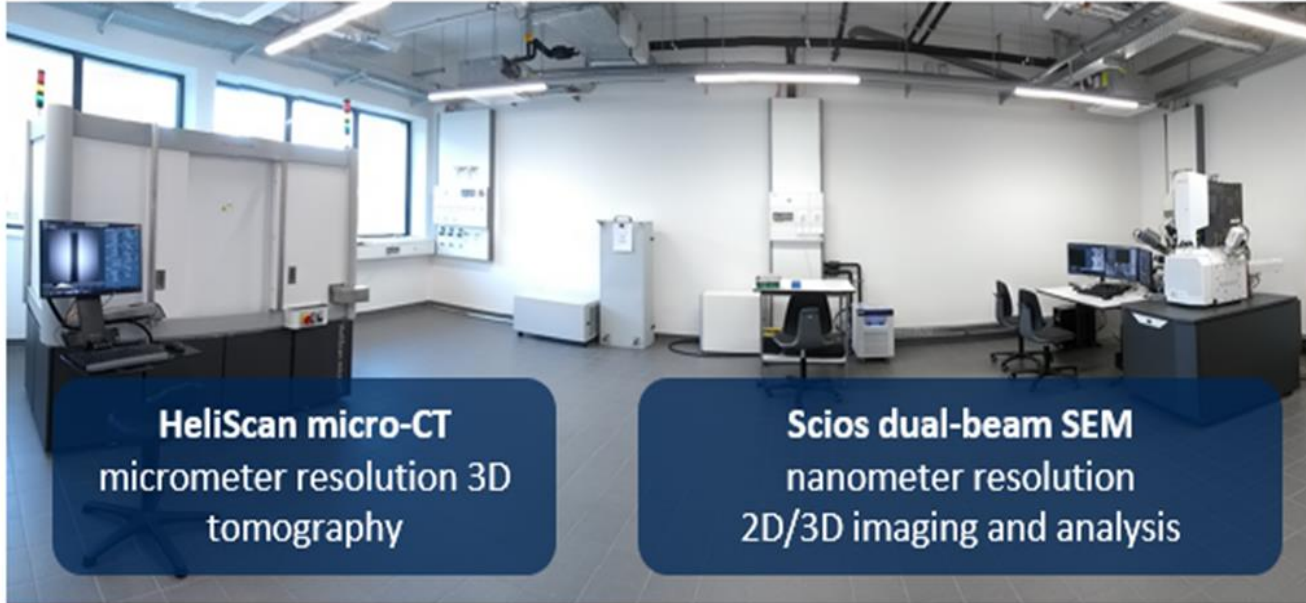 HeliScan micro-CT
micrometer resolution 3D
tomography
Scios dual-beam SEM
nanometer resolution
2D/3D imaging and analysis